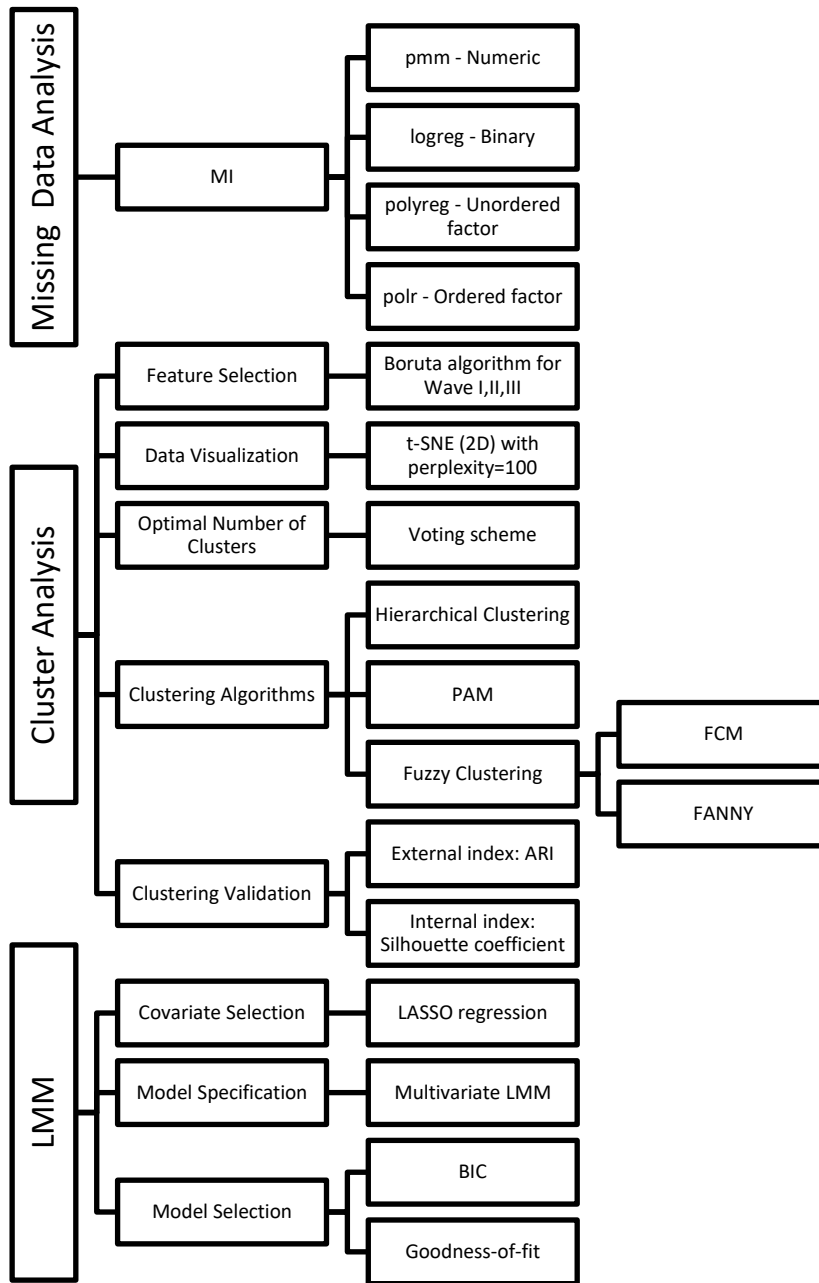 Missing Data Analysis
MI
pmm - Numeric
logreg - Binary
polyreg - Unordered
factor
polr - Ordered factor
Cluster Analysis
Feature Selection
Boruta algorithm for
Wave I,II,III
Data Visualization
t-SNE (2D) with
perplexity=100
Optimal Number of
Clusters
Voting scheme
Clustering Algorithms
Hierarchical Clustering
PAM
Fuzzy Clustering
FCM
FANNY
Clustering Validation
External index: ARI
Internal index:
Silhouette coefficient
LMM
Covariate Selection
LASSO regression
Model Specification
Multivariate LMM
Model Selection
BIC
Goodness-of-fit